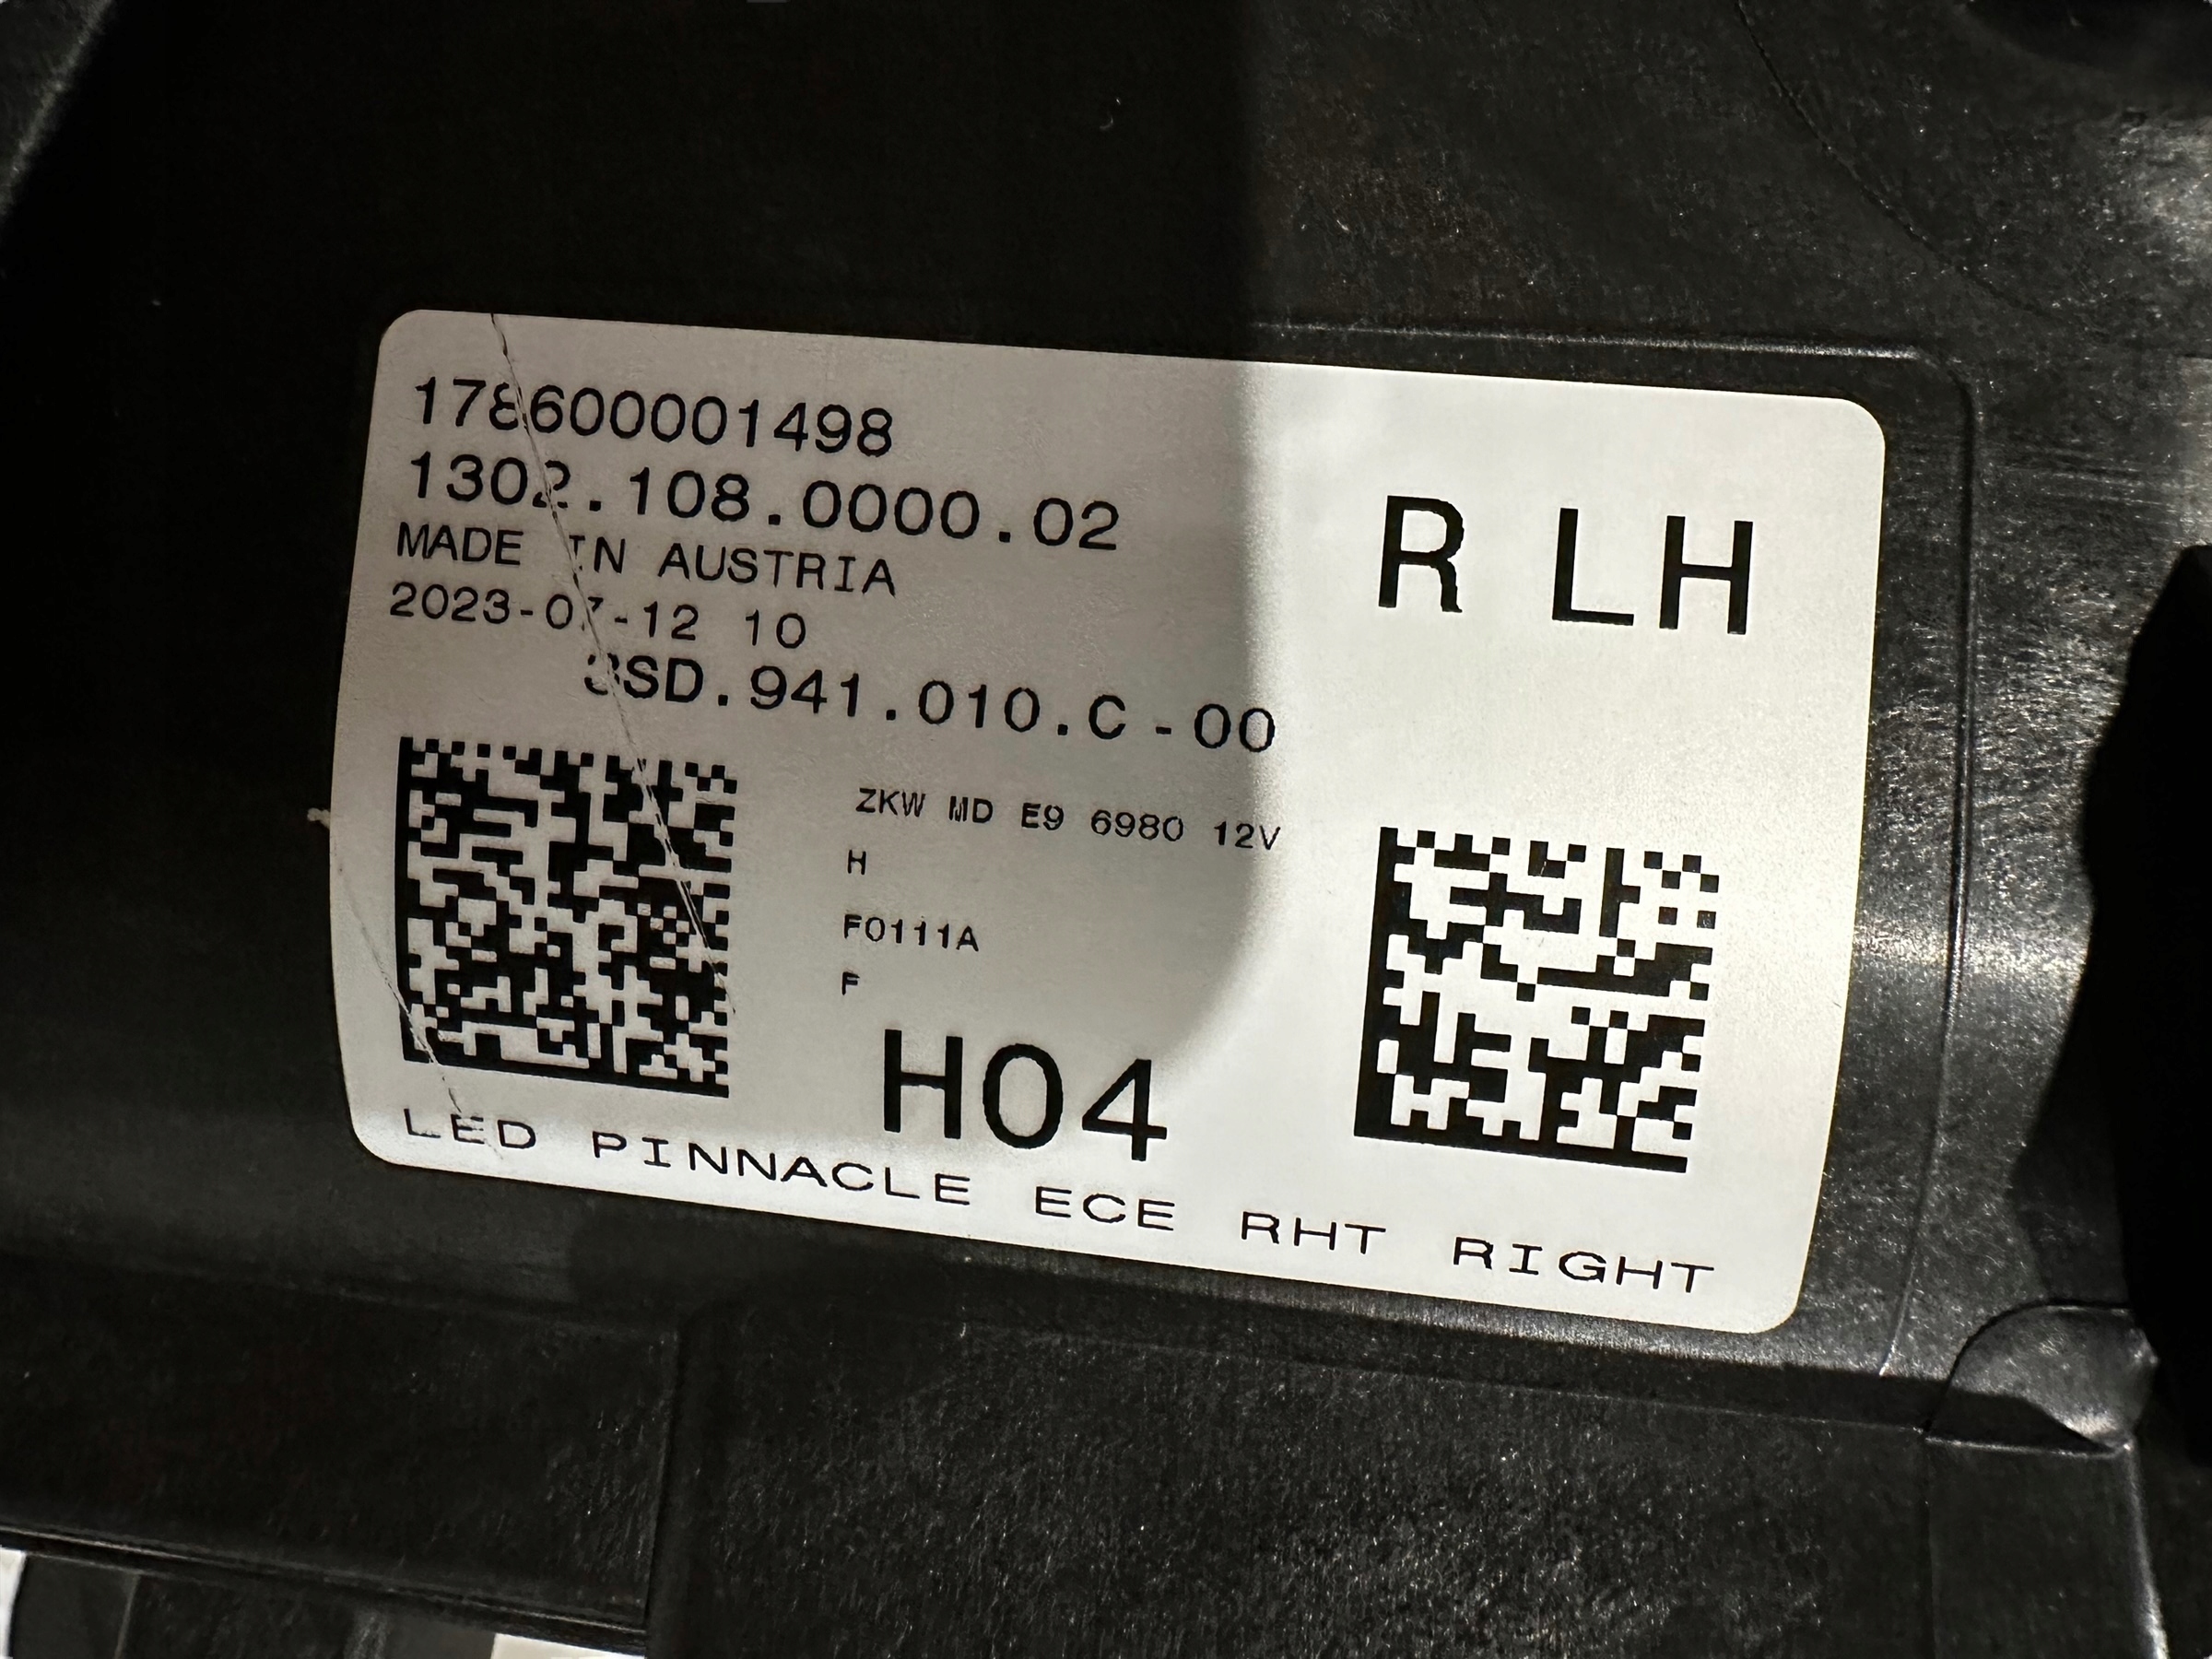 178600001498
1302.108.0000.02
MADE IN AUSTRIA
2023-07-12 10
3SD.941.010.C-00
R LH
ZKW MD E9 6980 12V
H
F0111A
F
H04
LED PINNACLE ECE RHT RIGHT